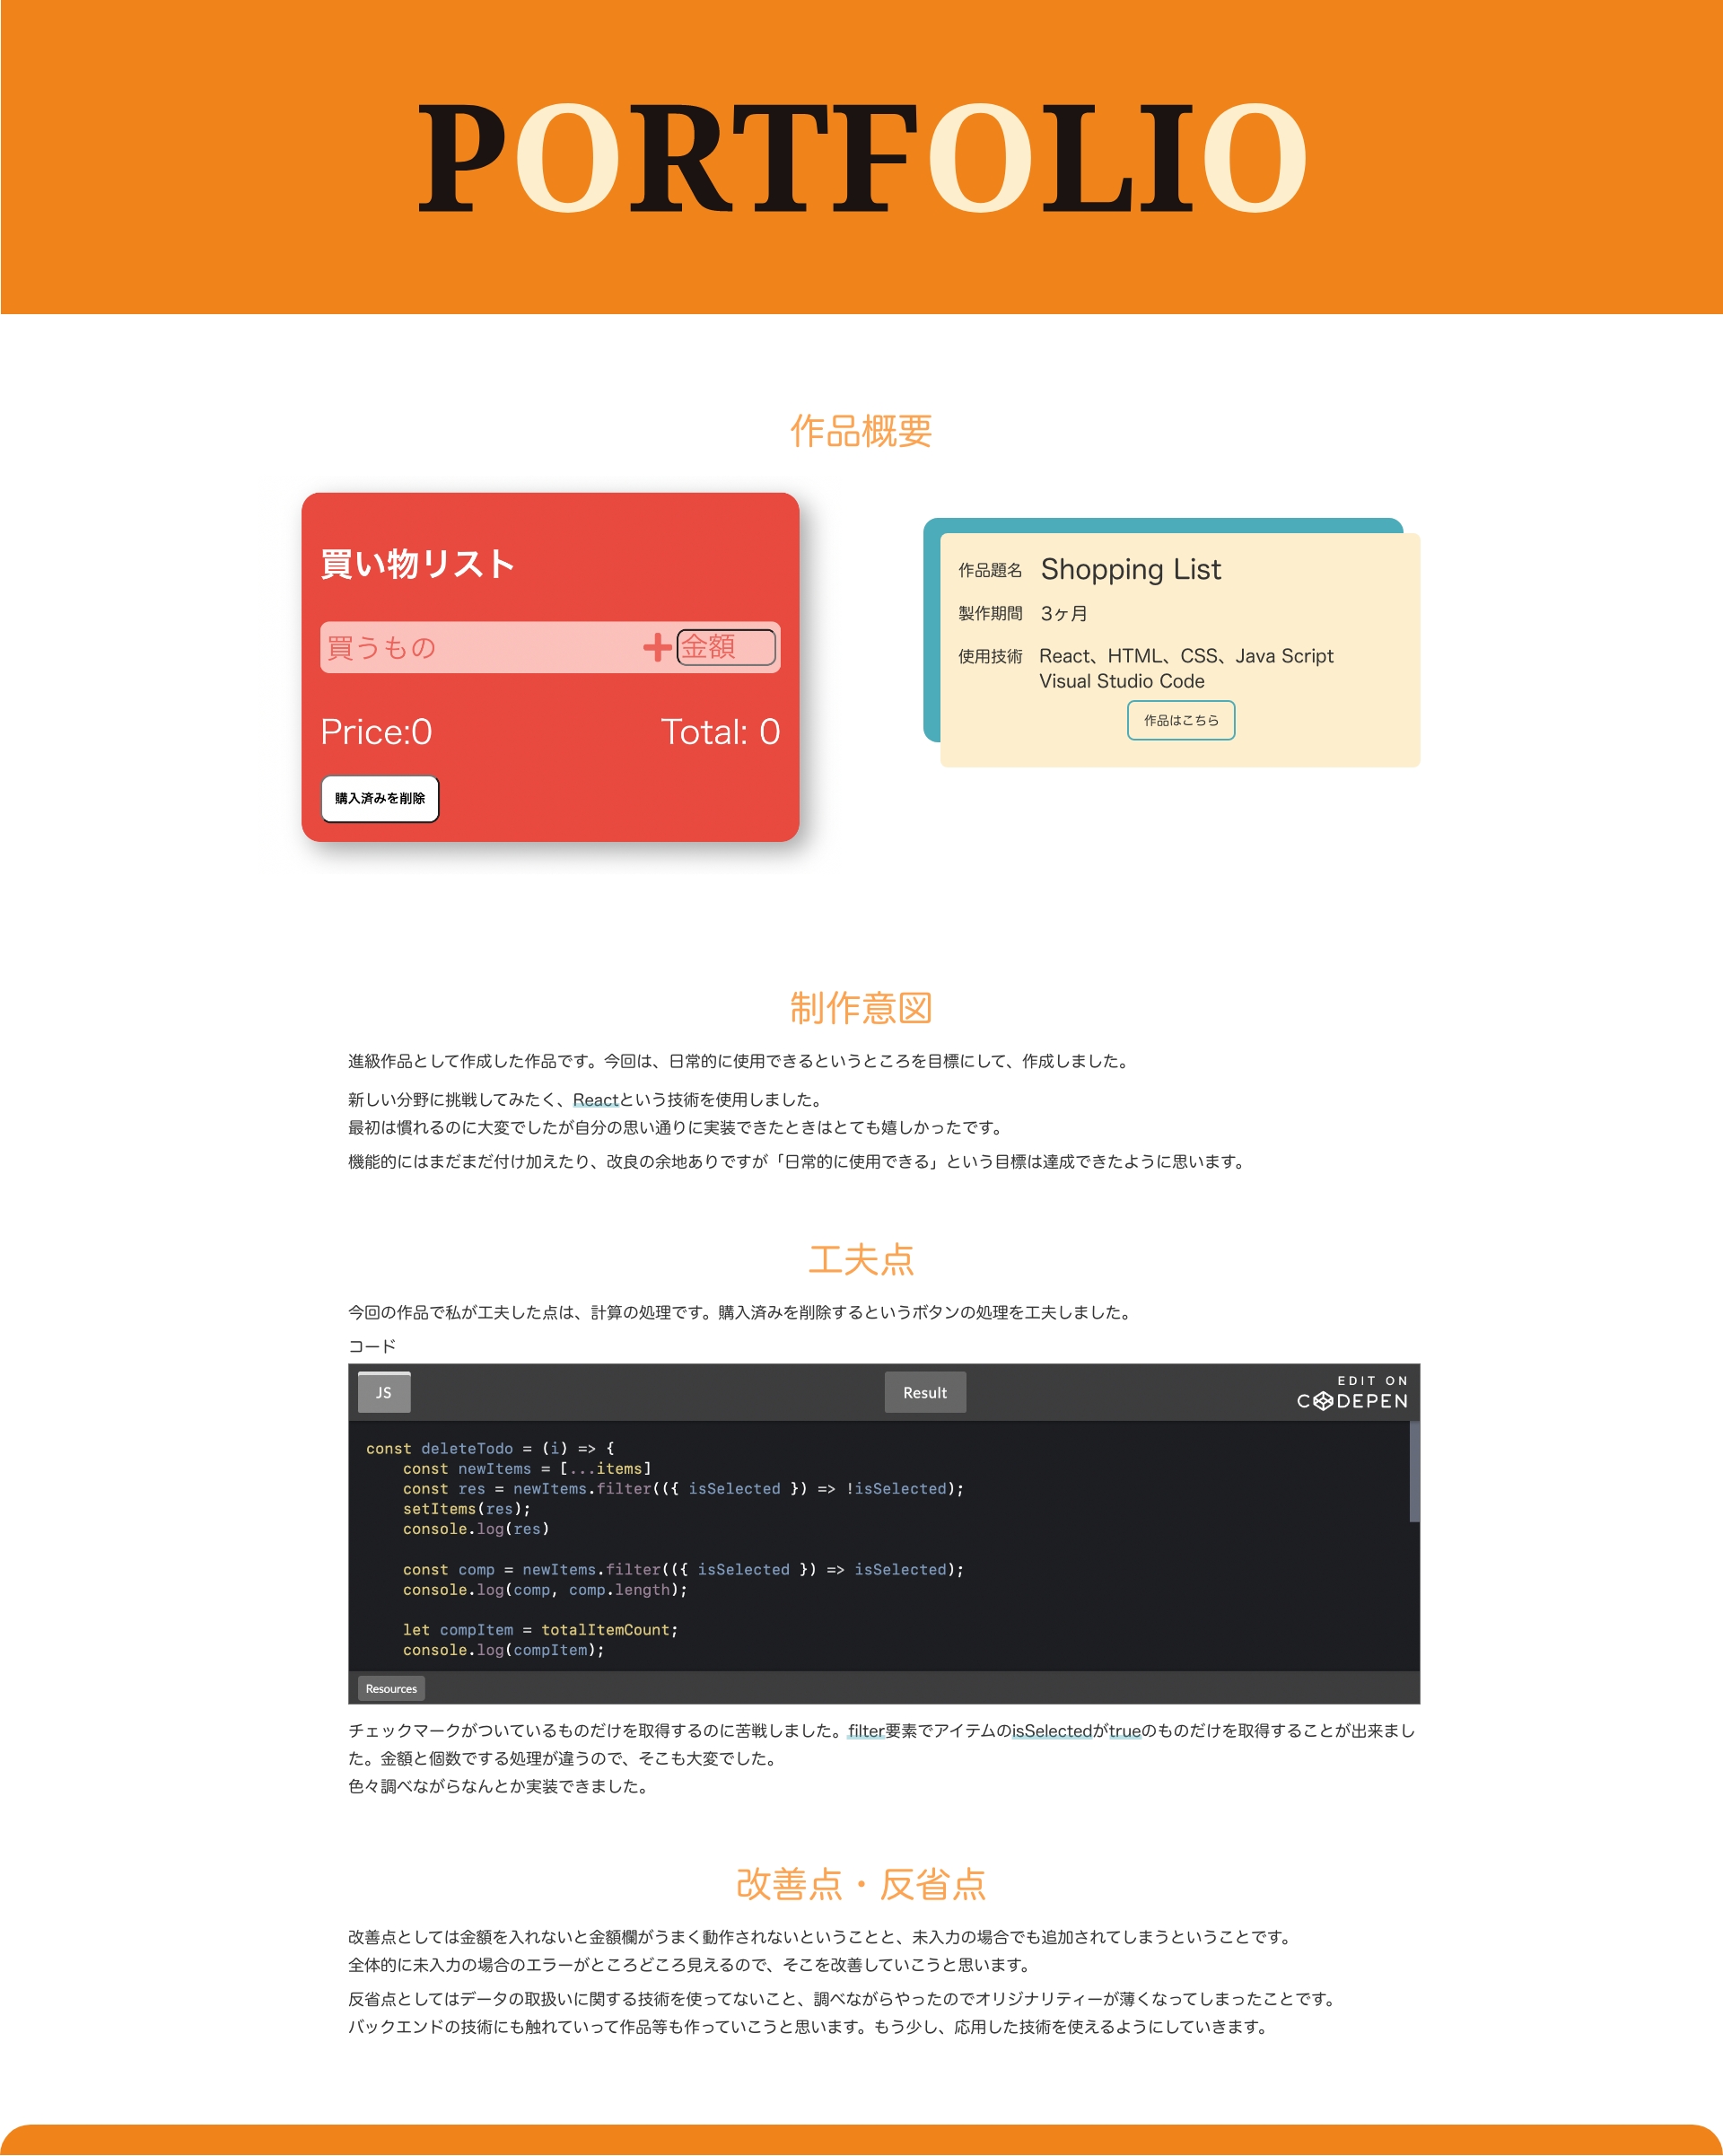 PORTFOLIO
作品概要
買い物リスト
買うもの
金額
Price:0
Total: 0
購入済みを削除
作品題名 Shopping List
製作期間 3ヶ月
使用技術 React、HTML、CSS、Java Script
Visual Studio Code
作品はこちら
制作意図
進級作品として作成した作品です。今回は、日常的に使用できるというところを目標にして、作成しました。
新しい分野に挑戦してみたく、Reactという技術を使用しました。
最初は慣れるのに大変でしたが自分の思い通りに実装できたときはとても嬉しかったです。
機能的にはまだまだ付け加えたり、改良の余地ありですが「日常的に使用できる」という目標は達成できたように思います。
工夫点
今回の作品で私が工夫した点は、計算の処理です。購入済みを削除するというボタンの処理を工夫しました。
コード
JS
Result
EDIT ON
CODEPEN
const deleteTodo = (i) => {
    const newItems = [...items]
    const res = newItems.filter(({ isSelected }) => !isSelected);
    setItems(res);
    console.log(res)
    const comp = newItems.filter(({ isSelected }) => isSelected);
    console.log(comp, comp.length);
    let compItem = totalItemCount;
    console.log(compItem);
Resources
チェックマークがついているものだけを取得するのに苦戦しました。filter要素でアイテムのisSelectedがtrueのものだけを取得することが出来まし
た。金額と個数でする処理が違うので、そこも大変でした。
色々調べながらなんとか実装できました。
改善点・反省点
改善点としては金額を入れないと金額欄がうまく動作されないということと、未入力の場合でも追加されてしまうということです。
全体的に未入力の場合のエラーがところどころ見えるので、そこを改善していこうと思います。
反省点としてはデータの取扱いに関する技術を使ってないこと、調べながらやったのでオリジナリティーが薄くなってしまったことです。
バックエンドの技術にも触れていって作品等も作っていこうと思います。もう少し、応用した技術を使えるようにしていきます。